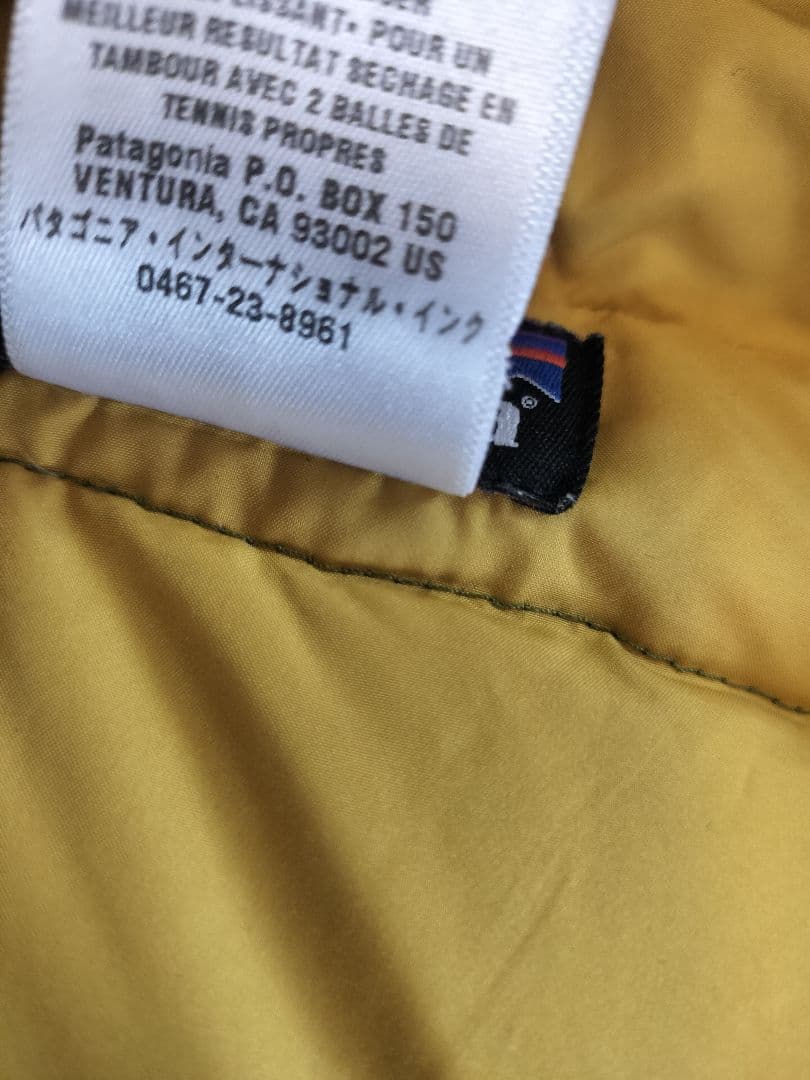 POUR UN
MEILLEUR RESULTAT SECHAGE EN
TAMBOUR AVEC 2 BALLES DE
TENNIS PROPRES
Patagonia P.O. BOX 150
VENTURA, CA 93002 US
パタゴニア・インターナショナル・インク
0467-23-8961